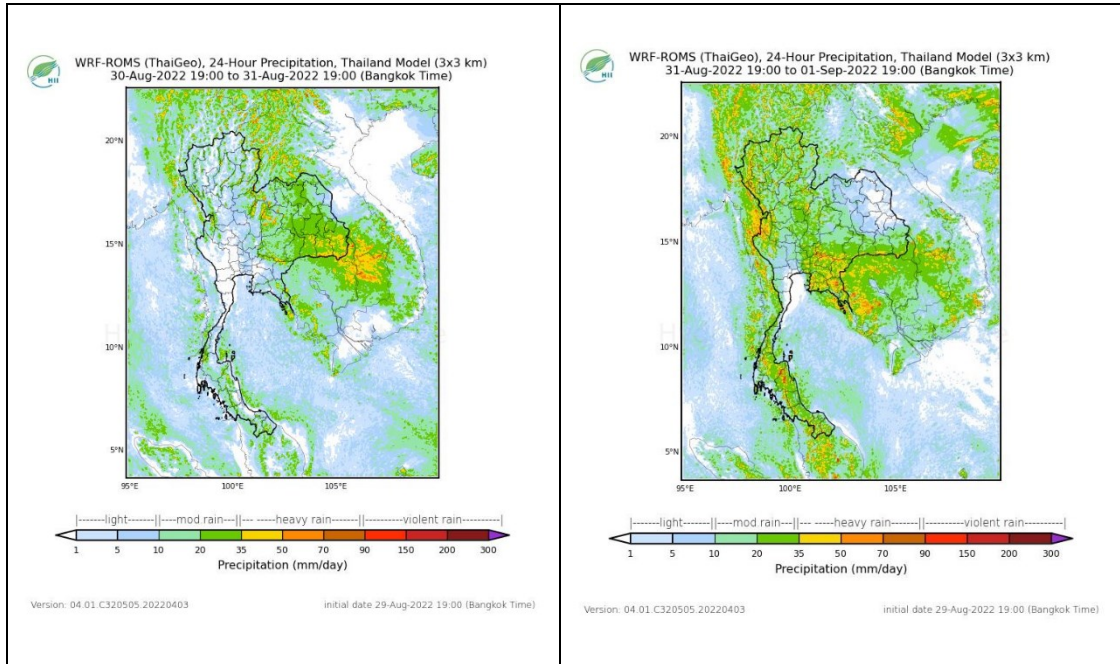 HII
WRF-ROMS (ThaiGeo), 24-Hour Precipitation, Thailand Model (3x3 km)
30-Aug-2022 19:00 to 31-Aug-2022 19:00 (Bangkok Time)
20°N
15°N
10°N
5°N
95°E 100°E 105°E
|-------light-------||----mod rain---||--- ----heavy rain-------||----------violent rain----------|
1 5 10 20 35 50 70 90 150 200 300
Precipitation (mm/day)
Version: 04.01.C320505.20220403 initial date 29-Aug-2022 19:00 (Bangkok Time)
HII
WRF-ROMS (ThaiGeo), 24-Hour Precipitation, Thailand Model (3x3 km)
31-Aug-2022 19:00 to 01-Sep-2022 19:00 (Bangkok Time)
20°N
15°N
10°N
5°N
95°E 100°E 105°E
|-------light-------||----mod rain---||--- ----heavy rain-------||----------violent rain----------|
1 5 10 20 35 50 70 90 150 200 300
Precipitation (mm/day)
Version: 04.01.C320505.20220403 initial date 29-Aug-2022 19:00 (Bangkok Time)